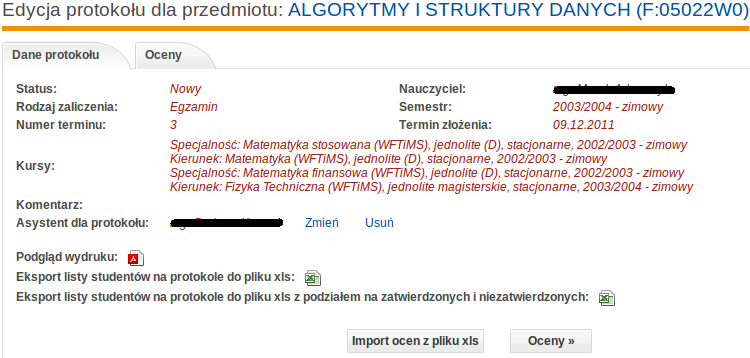 Edycja protokołu dla przedmiotu: ALGORYTMY I STRUKTURY DANYCH (F:05022W0)
Dane protokołu Oceny
Status: Nowy Nauczyciel:
Rodzaj zaliczenia: Egzamin Semestr: 2003/2004 - zimowy
Numer terminu: 3 Termin złożenia: 09.12.2011
Specjalność: Matematyka stosowana (WFTiMS), jednolite (D), stacjonarne, 2002/2003 - zimowy
Kierunek: Matematyka (WFTiMS), jednolite (D), stacjonarne, 2002/2003 - zimowy
Kursy:
Specjalność: Matematyka finansowa (WFTiMS), jednolite (D), stacjonarne, 2002/2003 - zimowy
Kierunek: Fizyka Techniczna (WFTiMS), jednolite magisterskie, stacjonarne, 2003/2004 - zimowy
Komentarz:
Asystent dla protokołu: Zmień Usuń
Podgląd wydruku:
Eksport listy studentów na protokole do pliku xls:
Eksport listy studentów na protokole do pliku xls z podziałem na zatwierdzonych i niezatwierdzonych:
Import ocen z pliku xls Oceny »